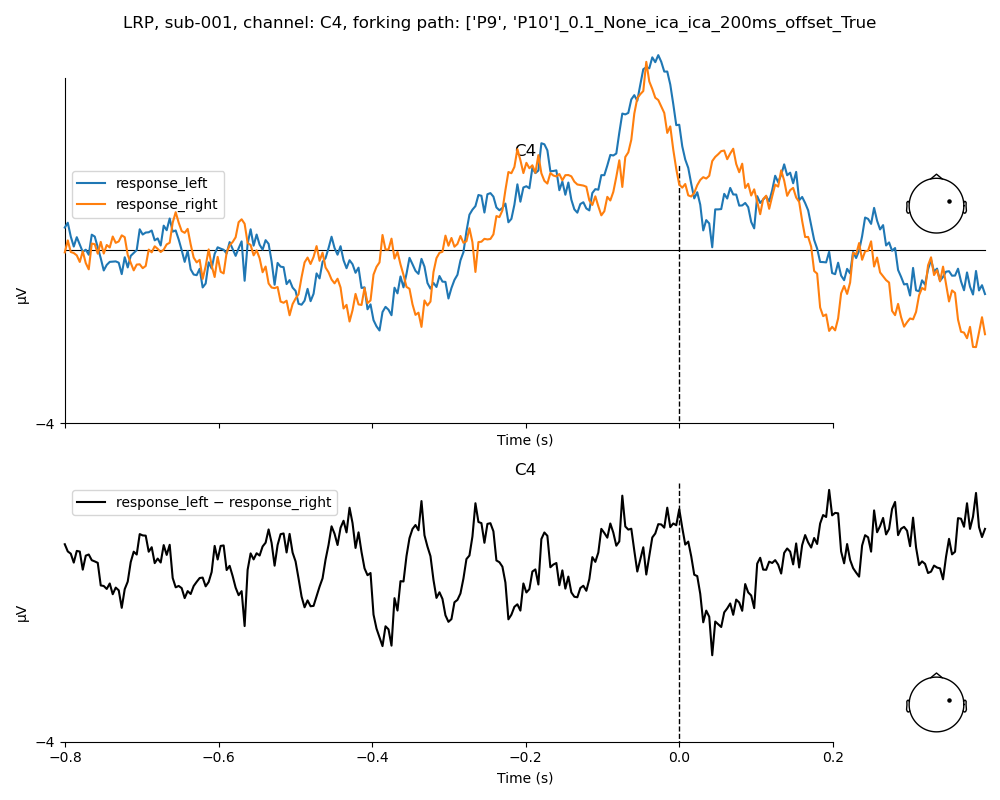 LRP, sub-001, channel: C4, forking path: ['P9', 'P10']_0.1_None_ica_ica_200ms_offset_True
C4
response_left
response_right
µV
−4
Time (s)
C4
response_left − response_right
µV
−4
−0.8 −0.6 −0.4 −0.2 0.0 0.2
Time (s)